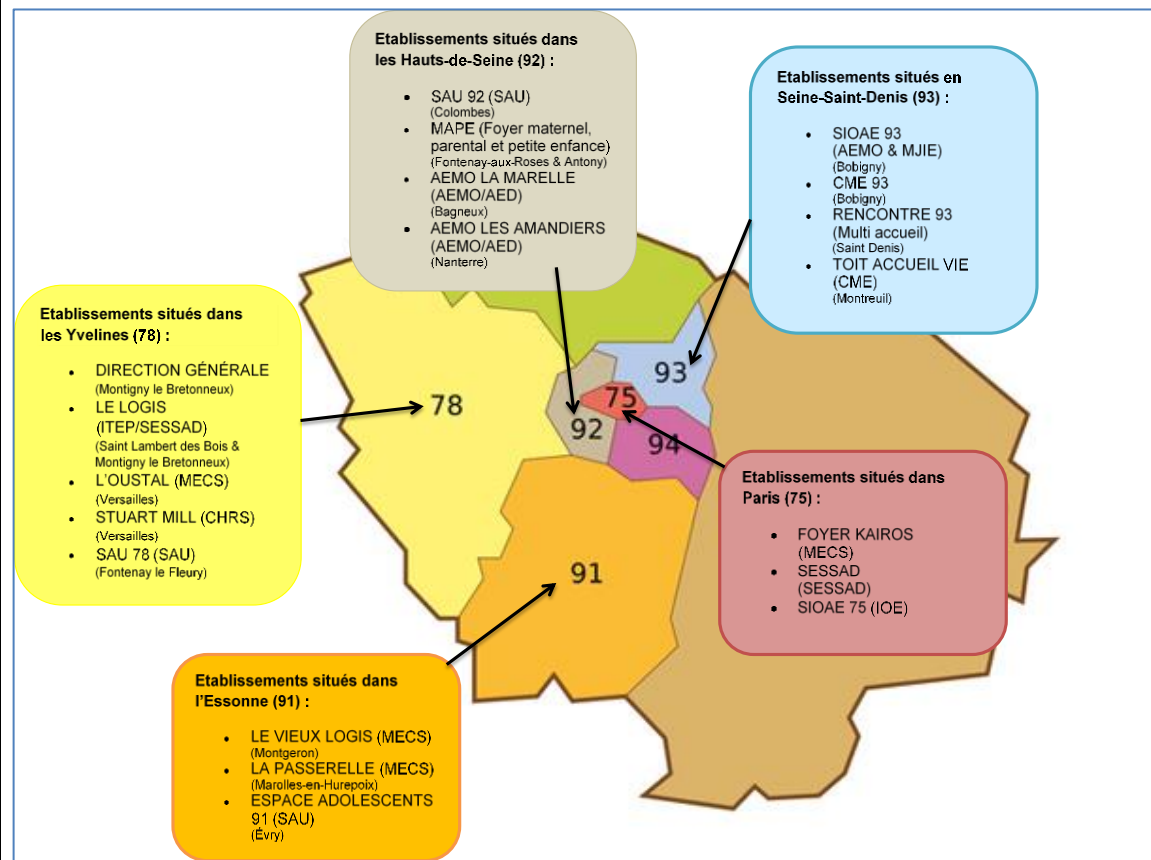 Etablissements situés dans
les Hauts-de-Seine (92) :
• SAU 92 (SAU)
(Colombes)
• MAPE (Foyer maternel,
parental et petite enfance)
(Fontenay-aux-Roses & Antony)
• AEMO LA MARELLE
(AEMO/AED)
(Bagneux)
• AEMO LES AMANDIERS
(AEMO/AED)
(Nanterre)
Etablissements situés en
Seine-Saint-Denis (93) :
• SIOAE 93
(AEMO & MJIE)
(Bobigny)
• CME 93
(Bobigny)
• RENCONTRE 93
(Multi accueil)
(Saint Denis)
• TOIT ACCUEIL VIE
(CME)
(Montreuil)
Etablissements situés dans
les Yvelines (78) :
• DIRECTION GÉNÉRALE
(Montigny le Bretonneux)
• LE LOGIS
(ITEP/SESSAD)
(Saint Lambert des Bois &
Montigny le Bretonneux)
• L'OUSTAL (MECS)
(Versailles)
• STUART MILL (CHRS)
(Versailles)
• SAU 78 (SAU)
(Fontenay le Fleury)
78
92
75
93
94
91
Etablissements situés dans
Paris (75) :
• FOYER KAIROS
(MECS)
• SESSAD
(SESSAD)
• SIOAE 75 (IOE)
Etablissements situés dans
l'Essonne (91) :
• LE VIEUX LOGIS (MECS)
(Montgeron)
• LA PASSERELLE (MECS)
(Marolles-en-Hurepoix)
• ESPACE ADOLESCENTS
91 (SAU)
(Évry)